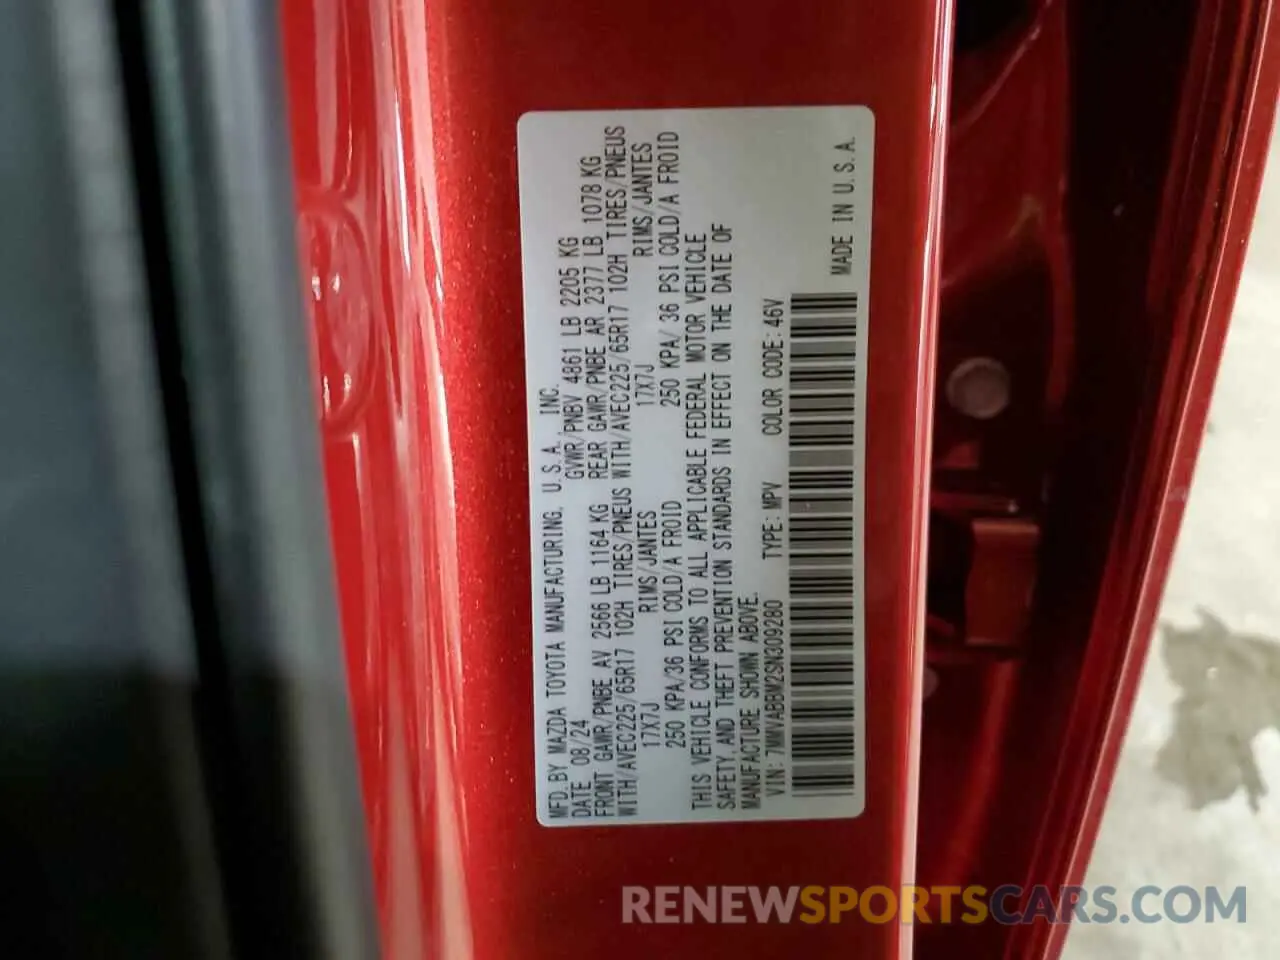 MFD. BY MAZDA TOYOTA MANUFACTURING, U.S.A., INC.
DATE 08/24 GVWR/PNBV 4861 LB 2205 KG
FRONT GAWR/PNBE AV 2566 LB 1164 KG REAR GAWR/PNBE AR 2377 LB 1078 KG
WITH/AVEC225/65R17 102H TIRES/PNEUS WITH/AVEC225/65R17 102H TIRES/PNEUS
17X7J RIMS/JANTES 17X7J RIMS/JANTES
250 KPA/36 PSI COLD/A FROID 250 KPA/ 36 PSI COLD/A FROID
THIS VEHICLE CONFORMS TO ALL APPLICABLE FEDERAL MOTOR VEHICLE
SAFETY AND THEFT PREVENTION STANDARDS IN EFFECT ON THE DATE OF
MANUFACTURE SHOWN ABOVE.
VIN: 7MMVABBM2SN309280 TYPE: MPV COLOR CODE: 46V
MADE IN U.S.A.
RENEWSPORTSCARS.COM